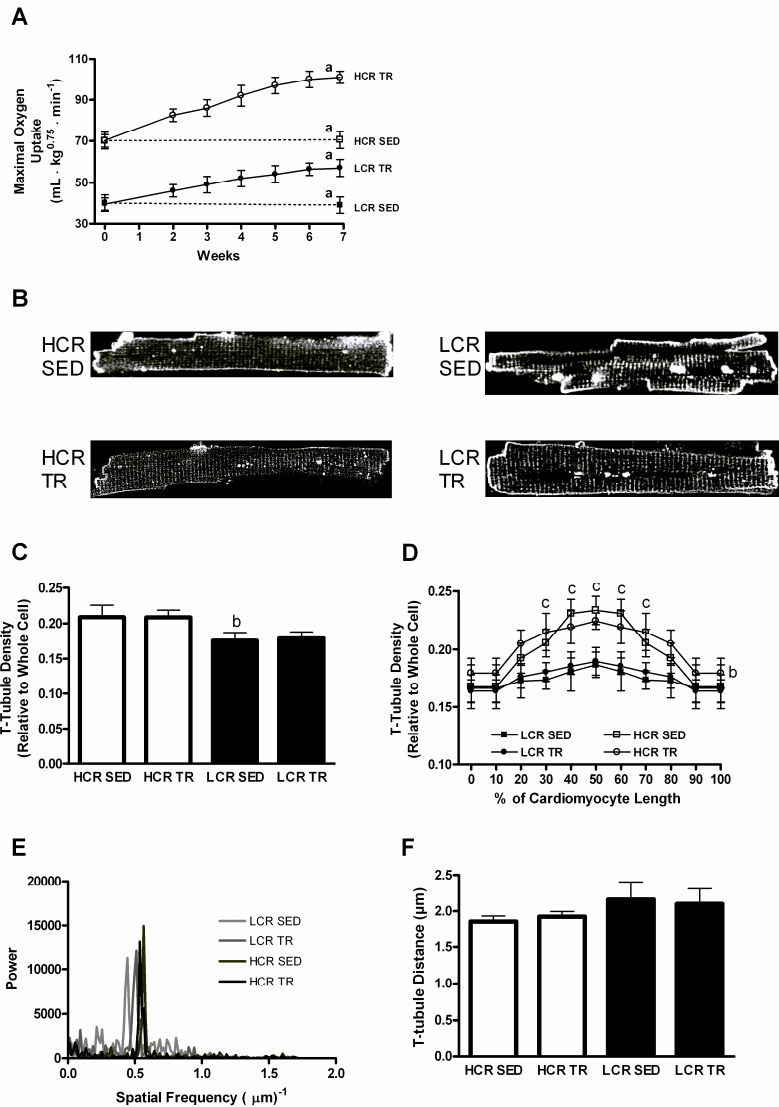 A
Maximal Oxygen
Uptake
(mL · kg0.75 · min-1)
110
90
70
50
30
a
HCR TR
a
HCR SED
a
LCR TR
a
LCR SED
0 2 3 4 5 6 7
Weeks
B
HCR
SED
LCR
SED
HCR
TR
LCR
TR
C
T-Tubule Density
(Relative to Whole Cell)
0.25
0.20
0.15
0.10
0.05
0.00
b
HCR SED HCR TR LCR SED LCR TR
D
T-Tubule Density
(Relative to Whole Cell)
0.25
0.20
0.15
0.10
c c c c c
b
LCR SED HCR SED
LCR TR HCR TR
0 10 20 30 40 50 60 70 80 90 100
% of Cardiomyocyte Length
E
Power
20000
15000
10000
5000
0
LCR SED
LCR TR
HCR SED
HCR TR
0.0 0.5 1.0 1.5 2.0
Spatial Frequency ( μm)-1
F
T-tubule Distance (μm)
2.5
2.0
1.5
1.0
0.5
0.0
HCR SED HCR TR LCR SED LCR TR